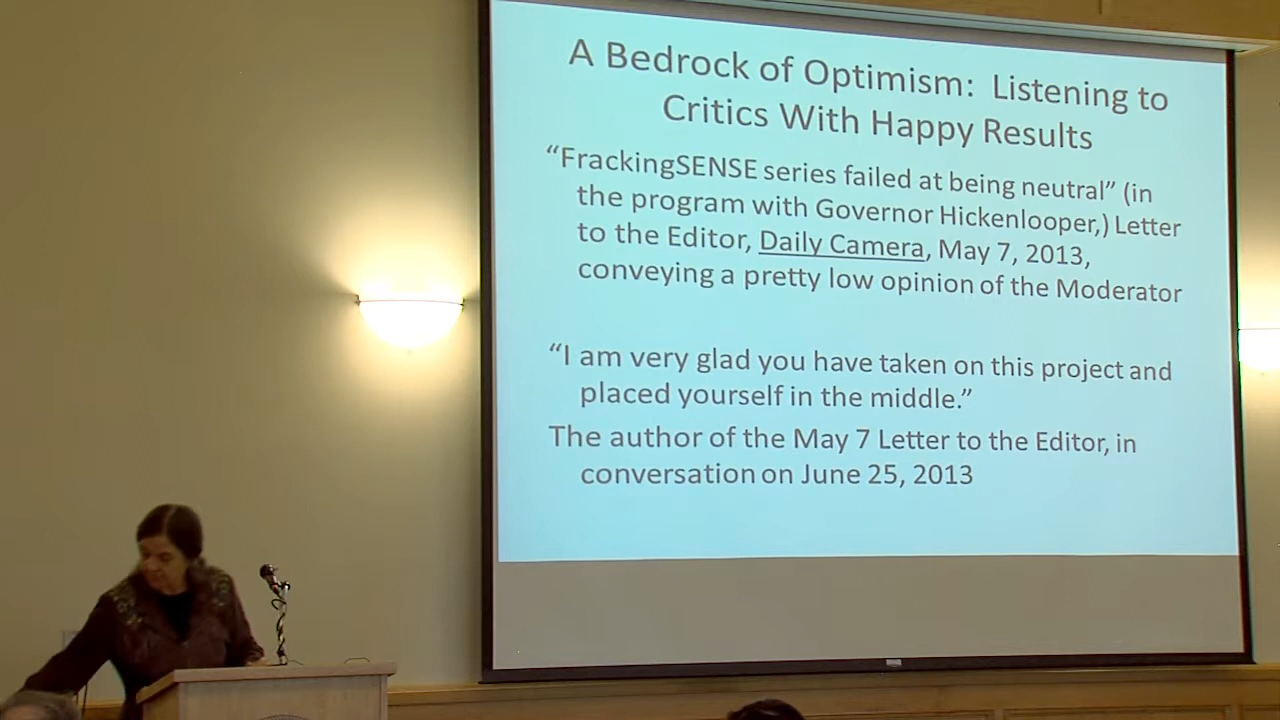 A Bedrock of Optimism: Listening to
Critics With Happy Results
“FrackingSENSE series failed at being neutral” (in
the program with Governor Hickenlooper,) Letter
to the Editor, Daily Camera, May 7, 2013,
conveying a pretty low opinion of the Moderator
“I am very glad you have taken on this project and
placed yourself in the middle.”
The author of the May 7 Letter to the Editor, in
conversation on June 25, 2013